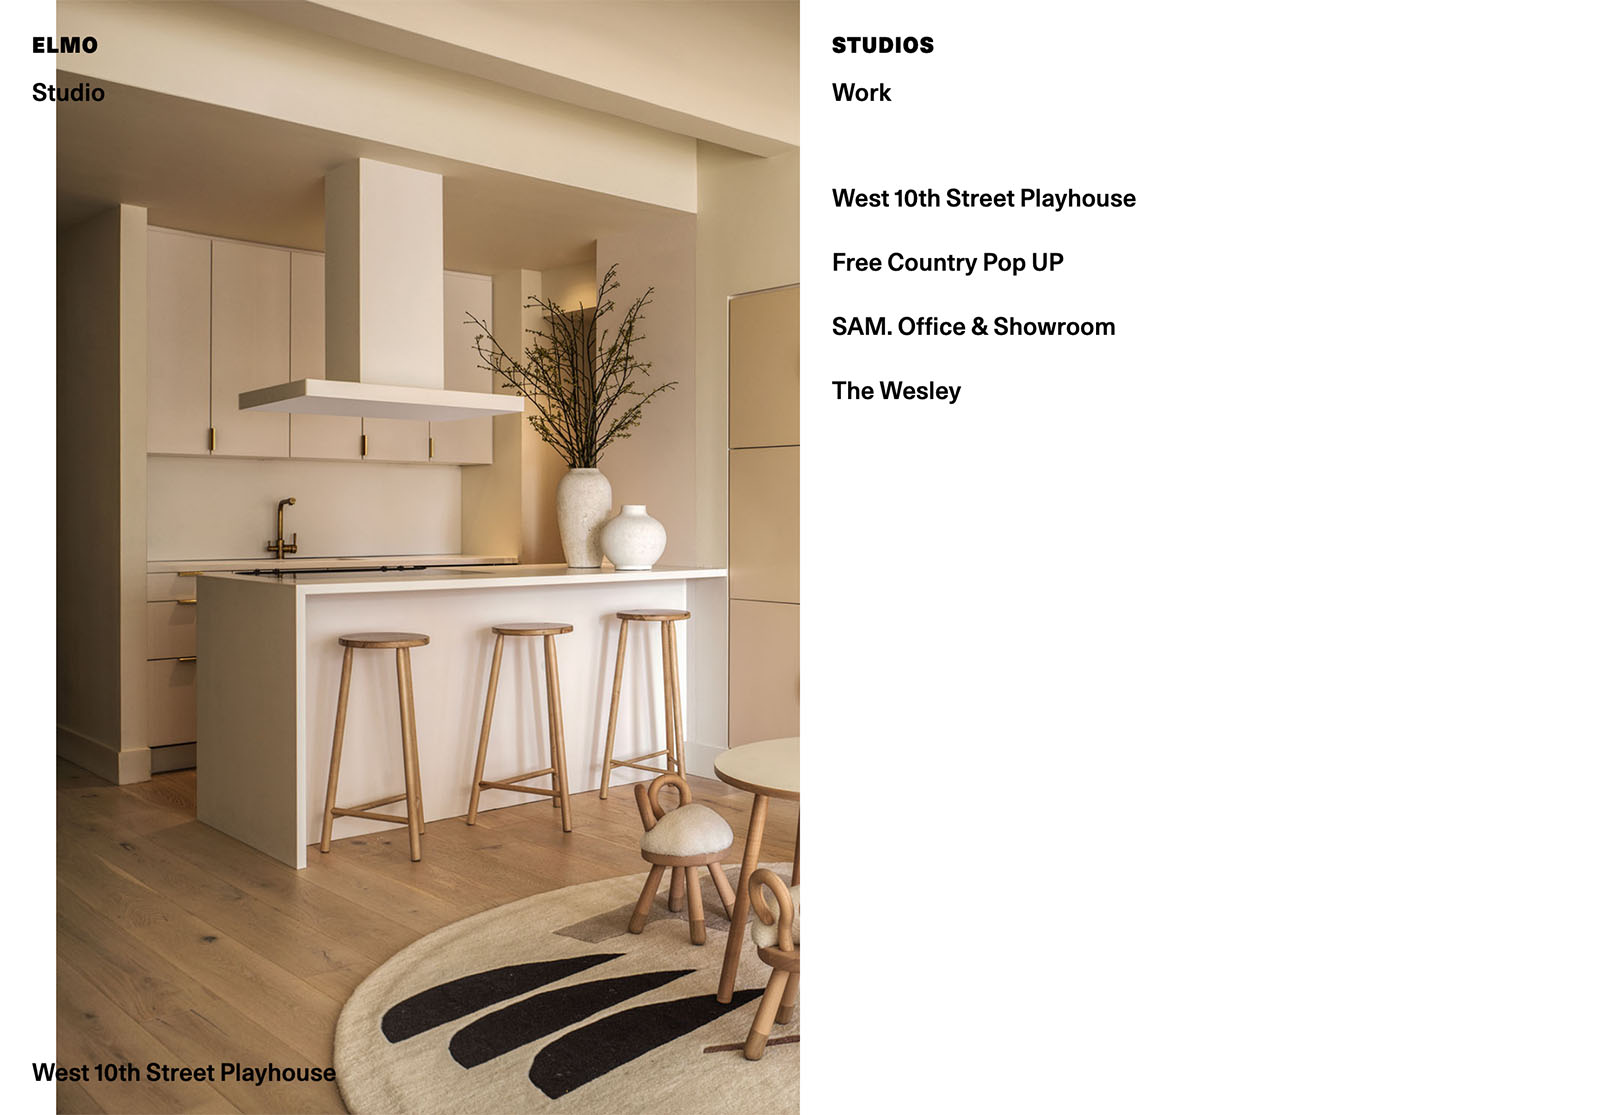 ELMO
Studio
West 10th Street Playhouse
STUDIOS
Work
West 10th Street Playhouse
Free Country Pop UP
SAM. Office & Showroom
The Wesley